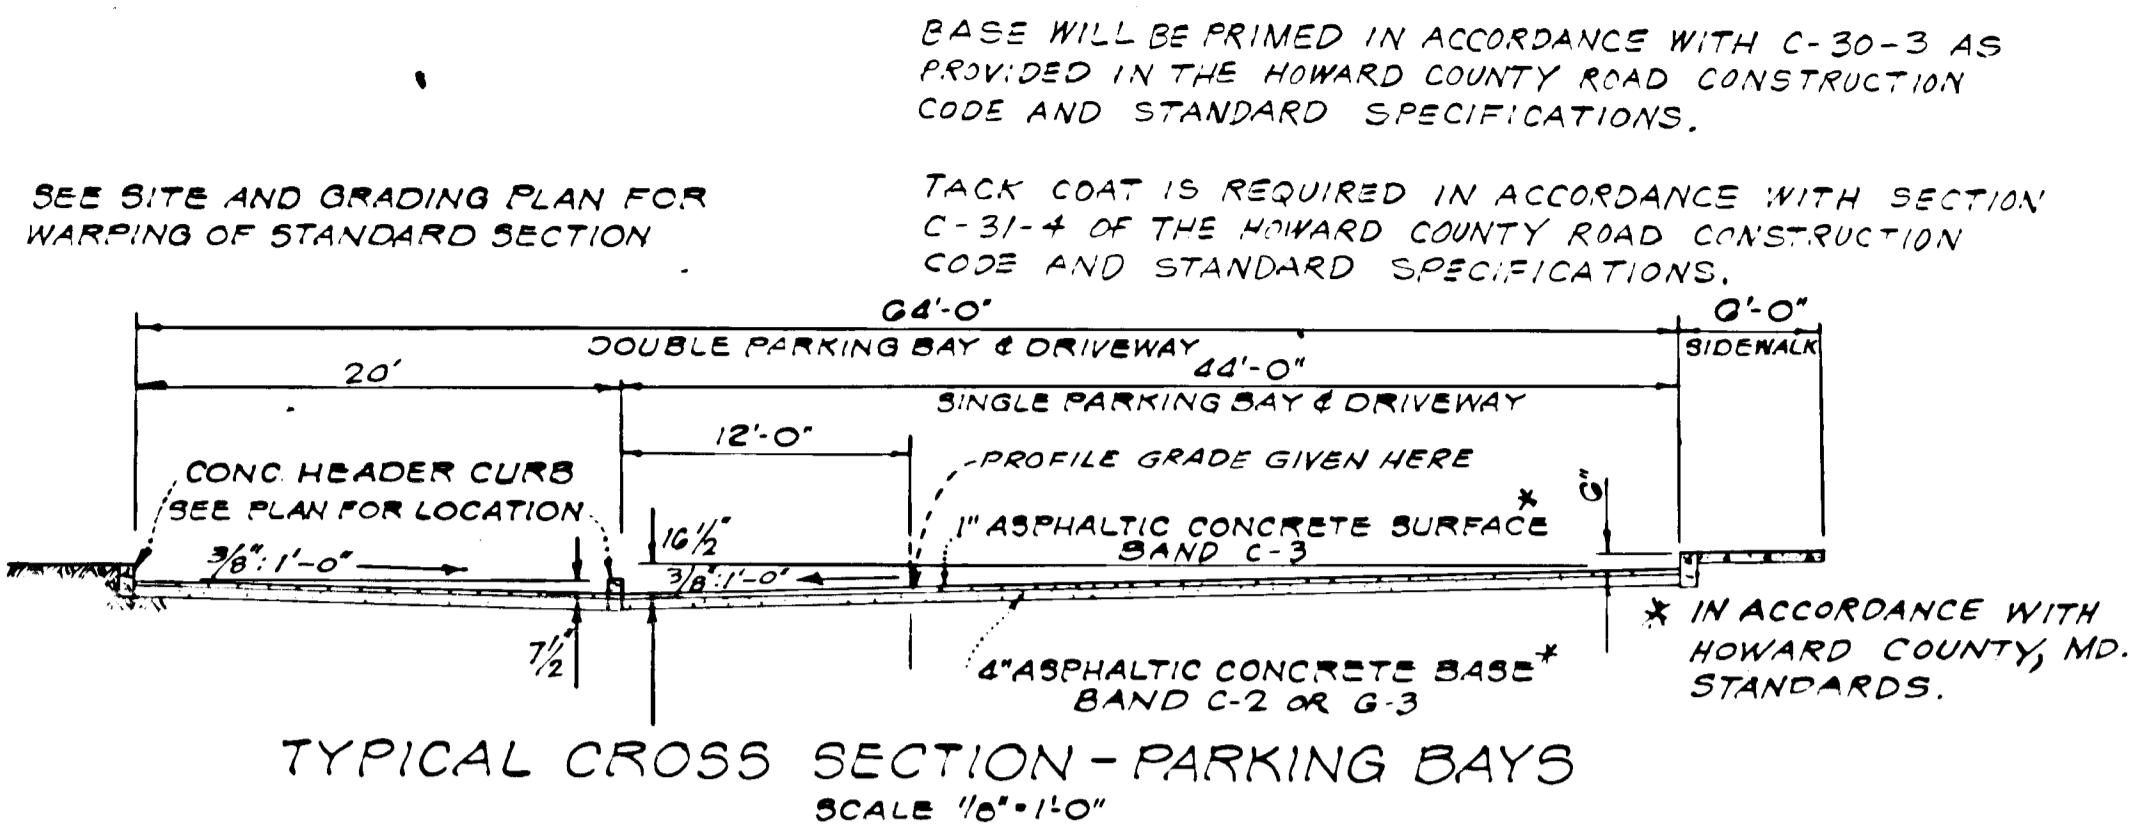 BASE WILL BE PRIMED IN ACCORDANCE WITH C-30-3 AS
PROVIDED IN THE HOWARD COUNTY ROAD CONSTRUCTION
CODE AND STANDARD SPECIFICATIONS.
SEE SITE AND GRADING PLAN FOR
WARPING OF STANDARD SECTION
TACK COAT IS REQUIRED IN ACCORDANCE WITH SECTION
C-31-4 OF THE HOWARD COUNTY ROAD CONSTRUCTION
CODE AND STANDARD SPECIFICATIONS.
64'-0"
6'-0"
DOUBLE PARKING BAY & DRIVEWAY
SIDEWALK
20'
44'-0"
SINGLE PARKING BAY & DRIVEWAY
12'-0"
CONC. HEADER CURB
SEE PLAN FOR LOCATION
PROFILE GRADE GIVEN HERE
6"
1" ASPHALTIC CONCRETE SURFACE*
BAND C-3
16 1/2"
3/8":1'-0"
3/8":1'-0"
7 1/2"
4" ASPHALTIC CONCRETE BASE*
BAND C-2 OR G-3
* IN ACCORDANCE WITH
HOWARD COUNTY, MD.
STANDARDS.
TYPICAL CROSS SECTION - PARKING BAYS
SCALE 1/8" = 1'-0"